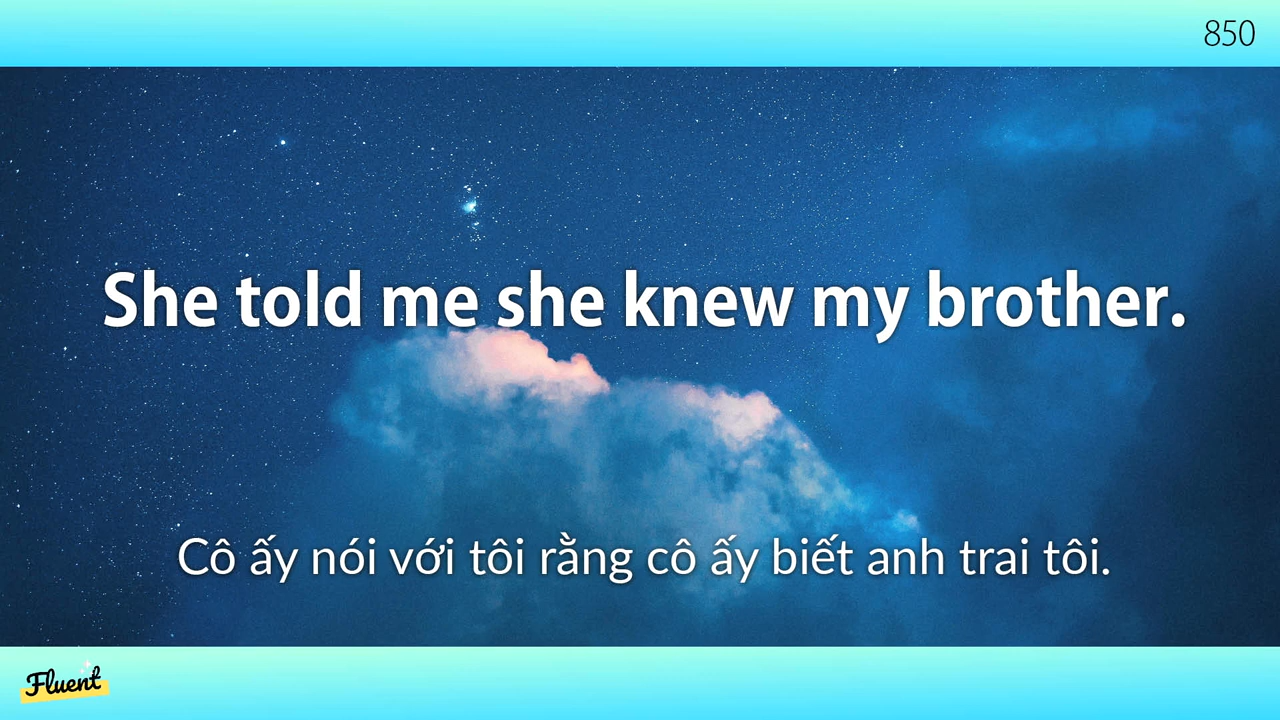 850
She told me she knew my brother.
Cô ấy nói với tôi rằng cô ấy biết anh trai tôi.
Fluent